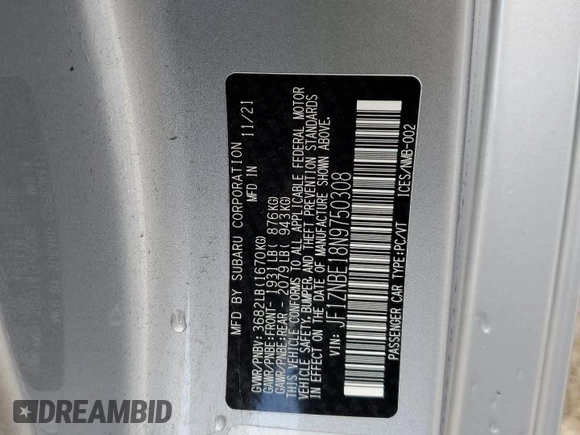 MFD BY SUBARU CORPORATION 11/21
MFD IN
GVWR/PNBV: 3682LB(1670KG)
GAWR/PNBE:FRONT- 1931LB( 876KG)
GAWR/PNBE:REAR - 2079LB( 943KG)
THIS VEHICLE CONFORMS TO ALL APPLICABLE FEDERAL MOTOR
VEHICLE SAFETY, BUMPER, AND THEFT PREVENTION STANDARDS
IN EFFECT ON THE DATE OF MANUFACTURE SHOWN ABOVE.
VIN: JF1ZNBE18N9750308
PASSENGER CAR TYPE:PC/VT
ICES/NMB-002
DREAMBID